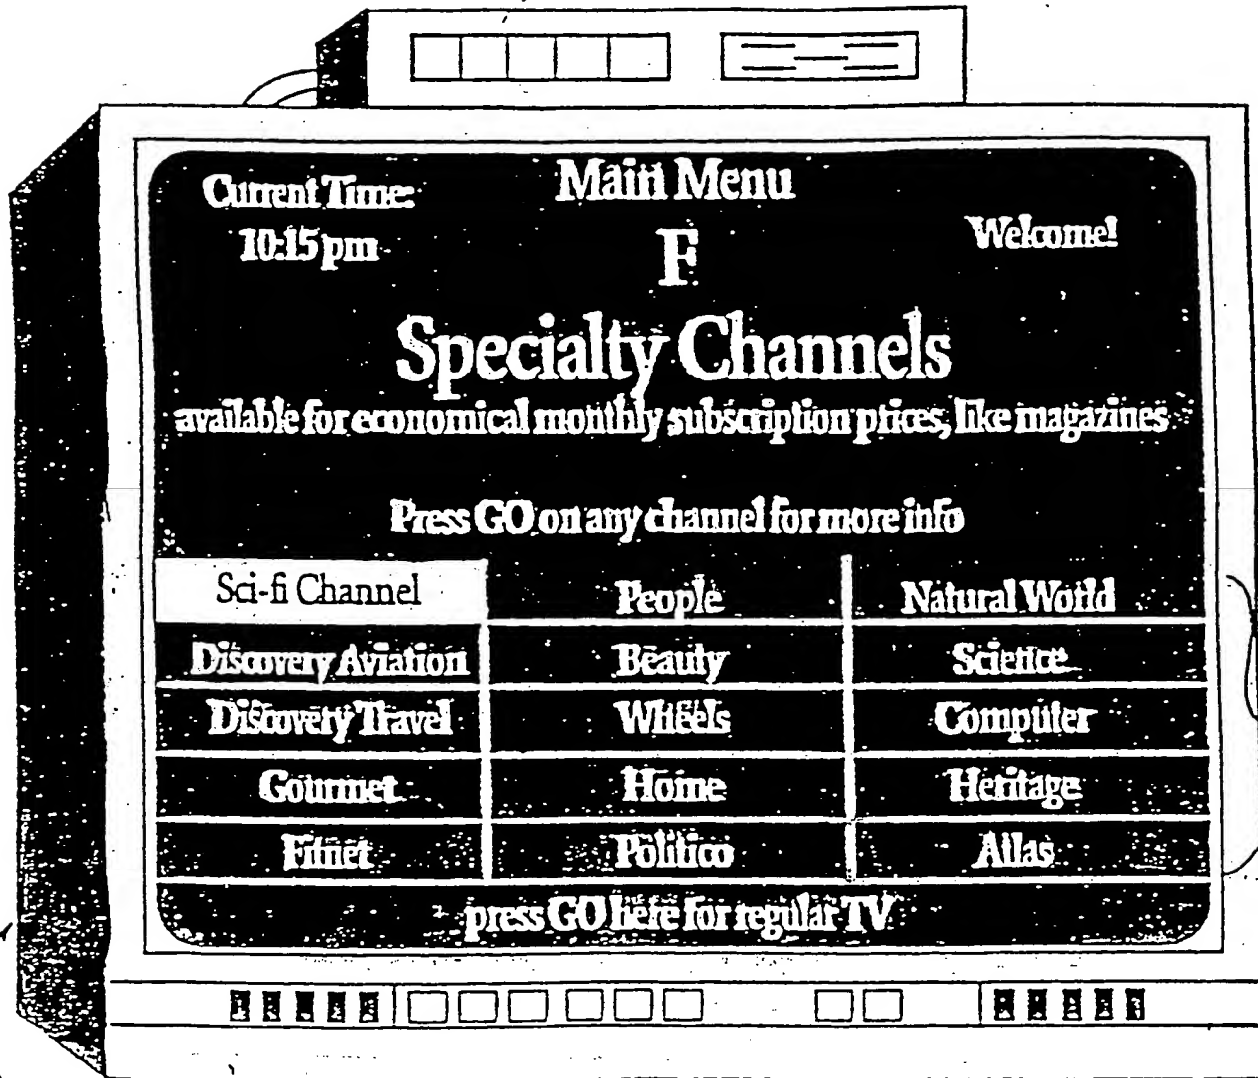 Main Menu
Current Time:
10:15 pm
F
Welcome!
Specialty Channels
available for economical monthly subscription prices, like magazines
Press GO on any channel for more info
Sci-fi Channel People Natural World
Discovery Aviation Beauty Science
Discovery Travel Wheels Computer
Gourmet Home Heritage
Fitnet Politico Atlas
press GO here for regular TV